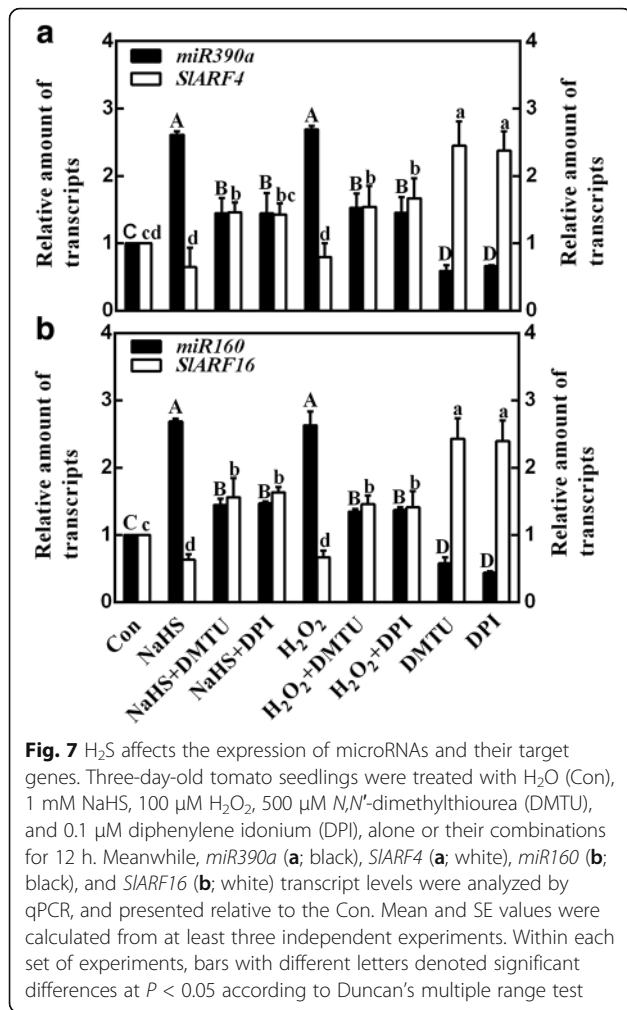 a
miR390a
SlARF4
Relative amount of transcripts
Relative amount of transcripts
4
3
2
1
0
4
3
2
1
0
C cd
A
d
B b
B bc
A
d
B b
B b
D
a
D
a
b
miR160
SlARF16
Relative amount of transcripts
Relative amount of transcripts
4
3
2
1
0
4
3
2
1
0
C c
A
d
B b
B b
A
d
B b
B b
D
a
D
a
Con
NaHS
NaHS+DMTU
NaHS+DPI
H₂O₂
H₂O₂+DMTU
H₂O₂+DPI
DMTU
DPI
Fig. 7 H₂S affects the expression of microRNAs and their target
genes. Three-day-old tomato seedlings were treated with H₂O (Con),
1 mM NaHS, 100 μM H₂O₂, 500 μM N,N′-dimethylthiourea (DMTU),
and 0.1 μM diphenylene idonium (DPI), alone or their combinations
for 12 h. Meanwhile, miR390a (a; black), SlARF4 (a; white), miR160 (b;
black), and SlARF16 (b; white) transcript levels were analyzed by
qPCR, and presented relative to the Con. Mean and SE values were
calculated from at least three independent experiments. Within each
set of experiments, bars with different letters denoted significant
differences at P < 0.05 according to Duncan's multiple range test